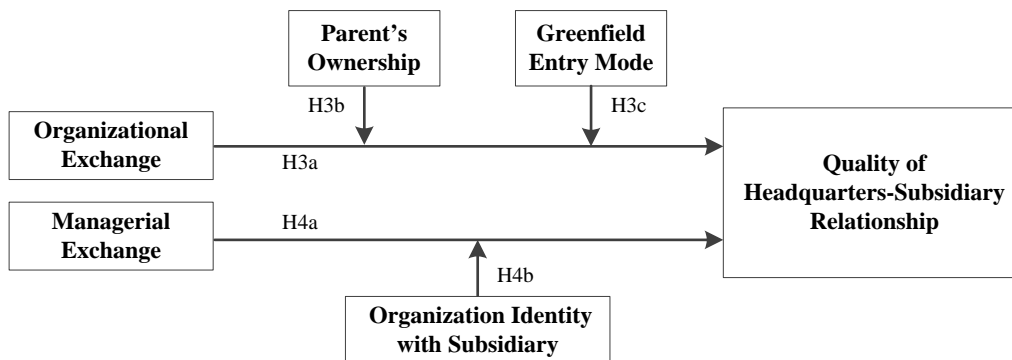 Parent's
Ownership
Greenfield
Entry Mode
H3b
H3c
Organizational
Exchange
H3a
Quality of
Headquarters-Subsidiary
Relationship
Managerial
Exchange
H4a
H4b
Organization Identity
with Subsidiary